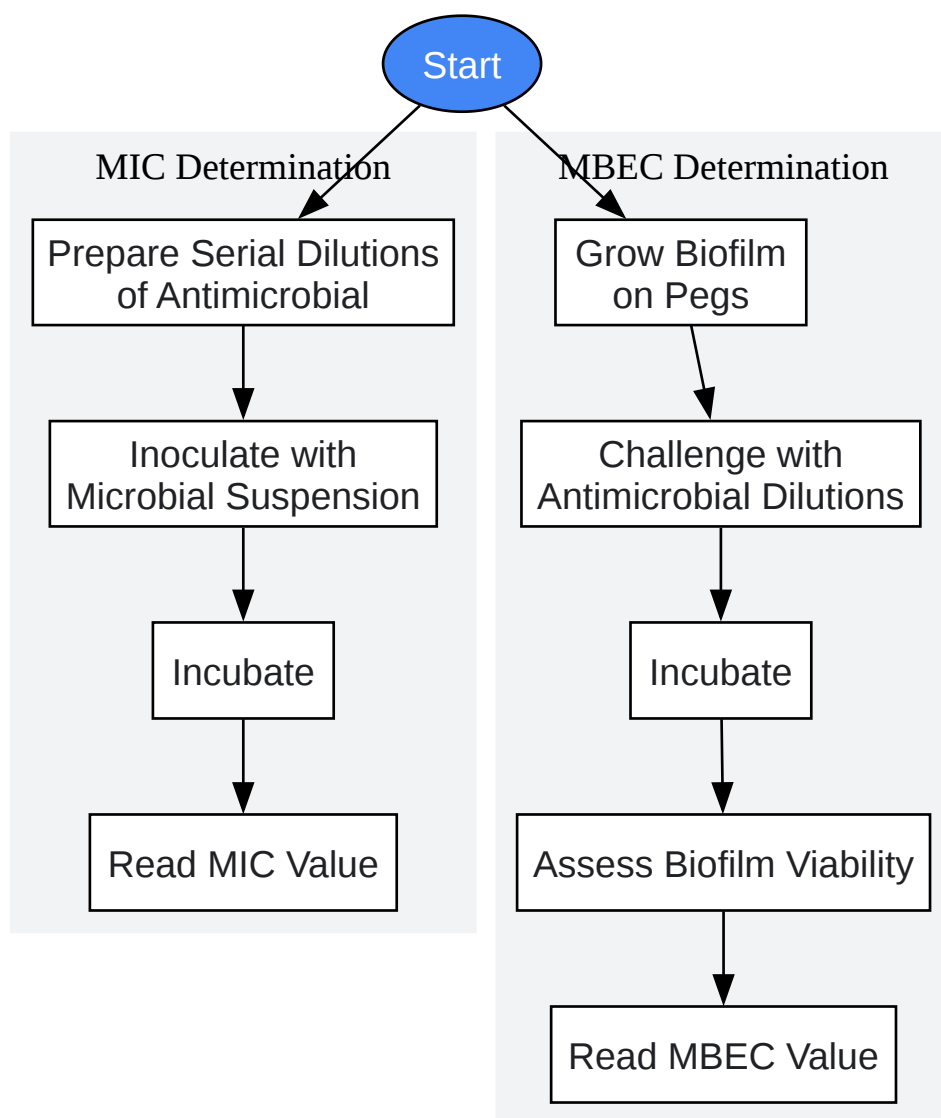 Start
MIC Determination
Prepare Serial Dilutions
of Antimicrobial
Inoculate with
Microbial Suspension
Incubate
Read MIC Value
MBEC Determination
Grow Biofilm
on Pegs
Challenge with
Antimicrobial Dilutions
Incubate
Assess Biofilm Viability
Read MBEC Value